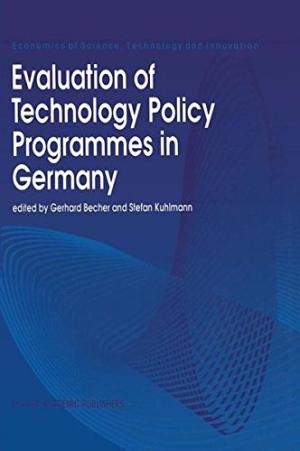 Economics of Science, Technology and Innovation
Evaluation of
Technology Policy
Programmes in
Germany
edited by Gerhard Becher and Stefan Kuhlmann
KLUWER ACADEMIC PUBLISHERS